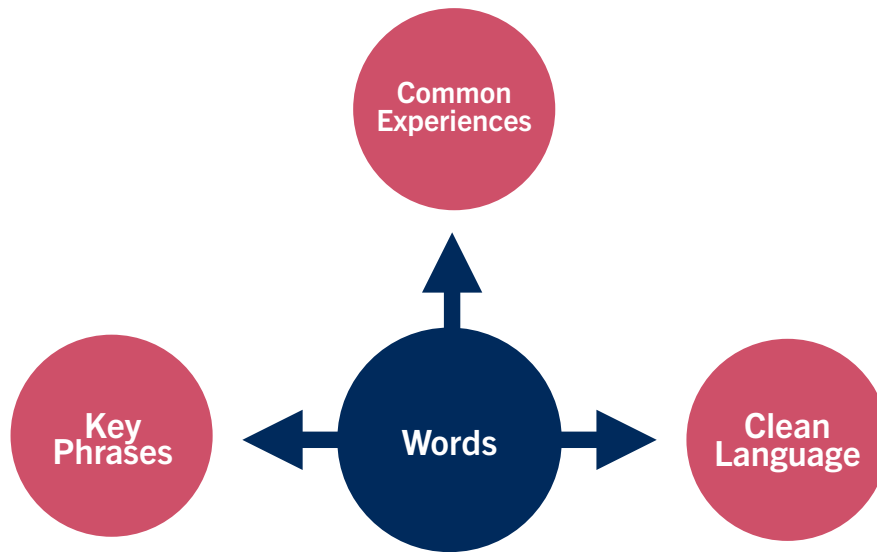 Common
Experiences
Key
Phrases
Words
Clean
Language